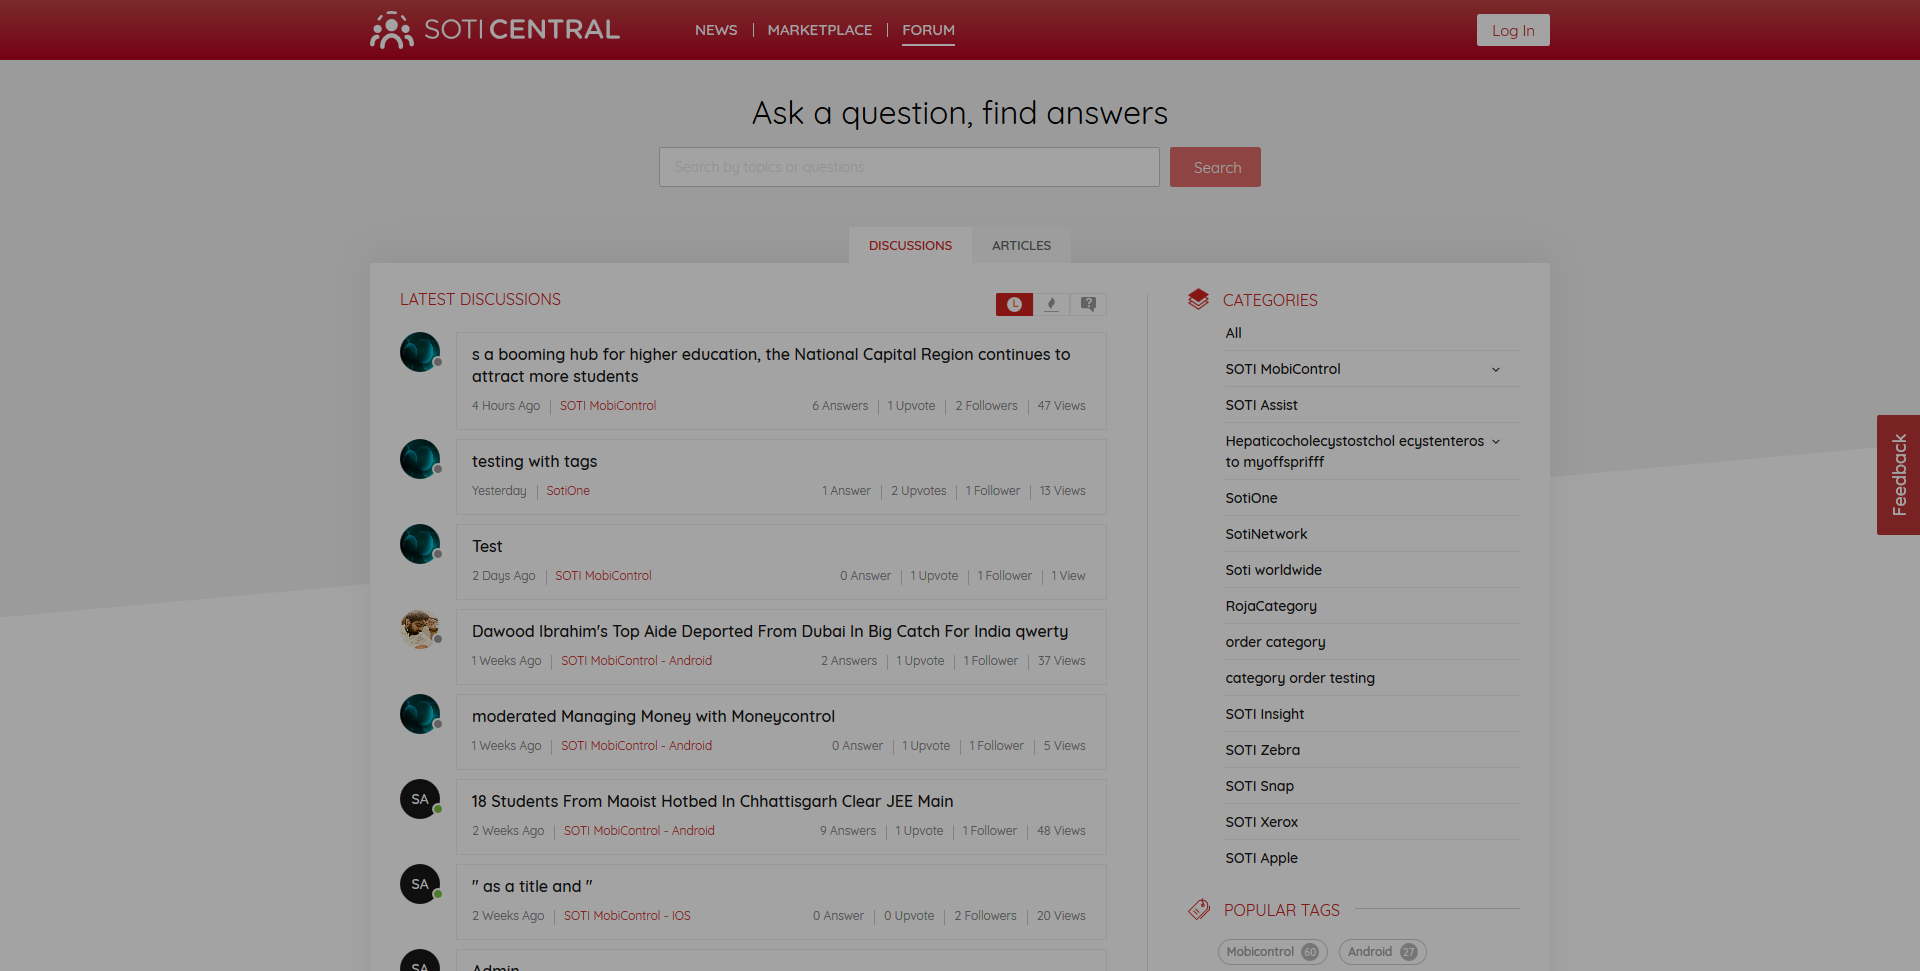 SOTI CENTRAL
NEWS
MARKETPLACE
FORUM
Log In
Ask a question, find answers
Search by topics or questions
Search
DISCUSSIONS
ARTICLES
LATEST DISCUSSIONS
s a booming hub for higher education, the National Capital Region continues to
attract more students
4 Hours Ago SOTI MobiControl 6 Answers 1 Upvote 2 Followers 47 Views
testing with tags
Yesterday SotiOne 1 Answer 2 Upvotes 1 Follower 13 Views
Test
2 Days Ago SOTI MobiControl 0 Answer 1 Upvote 1 Follower 1 View
Dawood Ibrahim's Top Aide Deported From Dubai In Big Catch For India qwerty
1 Weeks Ago SOTI MobiControl - Android 2 Answers 1 Upvote 1 Follower 37 Views
moderated Managing Money with Moneycontrol
1 Weeks Ago SOTI MobiControl - Android 0 Answer 1 Upvote 1 Follower 5 Views
SA
18 Students From Maoist Hotbed In Chhattisgarh Clear JEE Main
2 Weeks Ago SOTI MobiControl - Android 9 Answers 1 Upvote 1 Follower 48 Views
SA
" as a title and "
2 Weeks Ago SOTI MobiControl - IOS 0 Answer 0 Upvote 2 Followers 20 Views
SA
Admin
CATEGORIES
All
SOTI MobiControl
SOTI Assist
Hepaticocholecystostchol ecystenteros
to myoffsprifff
SotiOne
SotiNetwork
Soti worldwide
RojaCategory
order category
category order testing
SOTI Insight
SOTI Zebra
SOTI Snap
SOTI Xerox
SOTI Apple
POPULAR TAGS
Mobicontrol 60
Android 27
Feedback